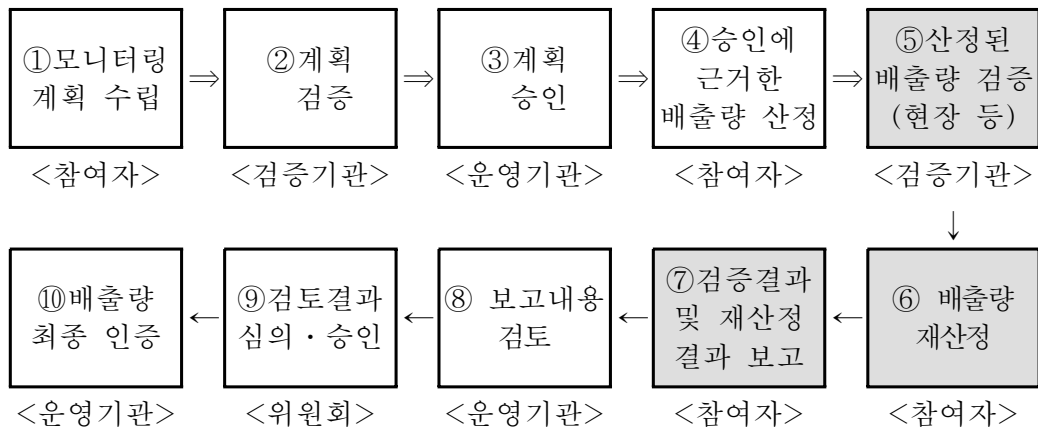 ①모니터링
계획 수립
⇒
②계획
검증
⇒
③계획
승인
⇒
④승인에
근거한
배출량 산정
⇒
⑤산정된
배출량 검증
(현장 등)
<참여자>
<검증기관>
<운영기관>
<참여자>
<검증기관>
↓
⑩배출량
최종 인증
←
⑨검토결과
심의・승인
←
⑧ 보고내용
검토
←
⑦검증결과
및 재산정
결과 보고
←
⑥ 배출량
재산정
<운영기관>
<위원회>
<운영기관>
<참여자>
<참여자>